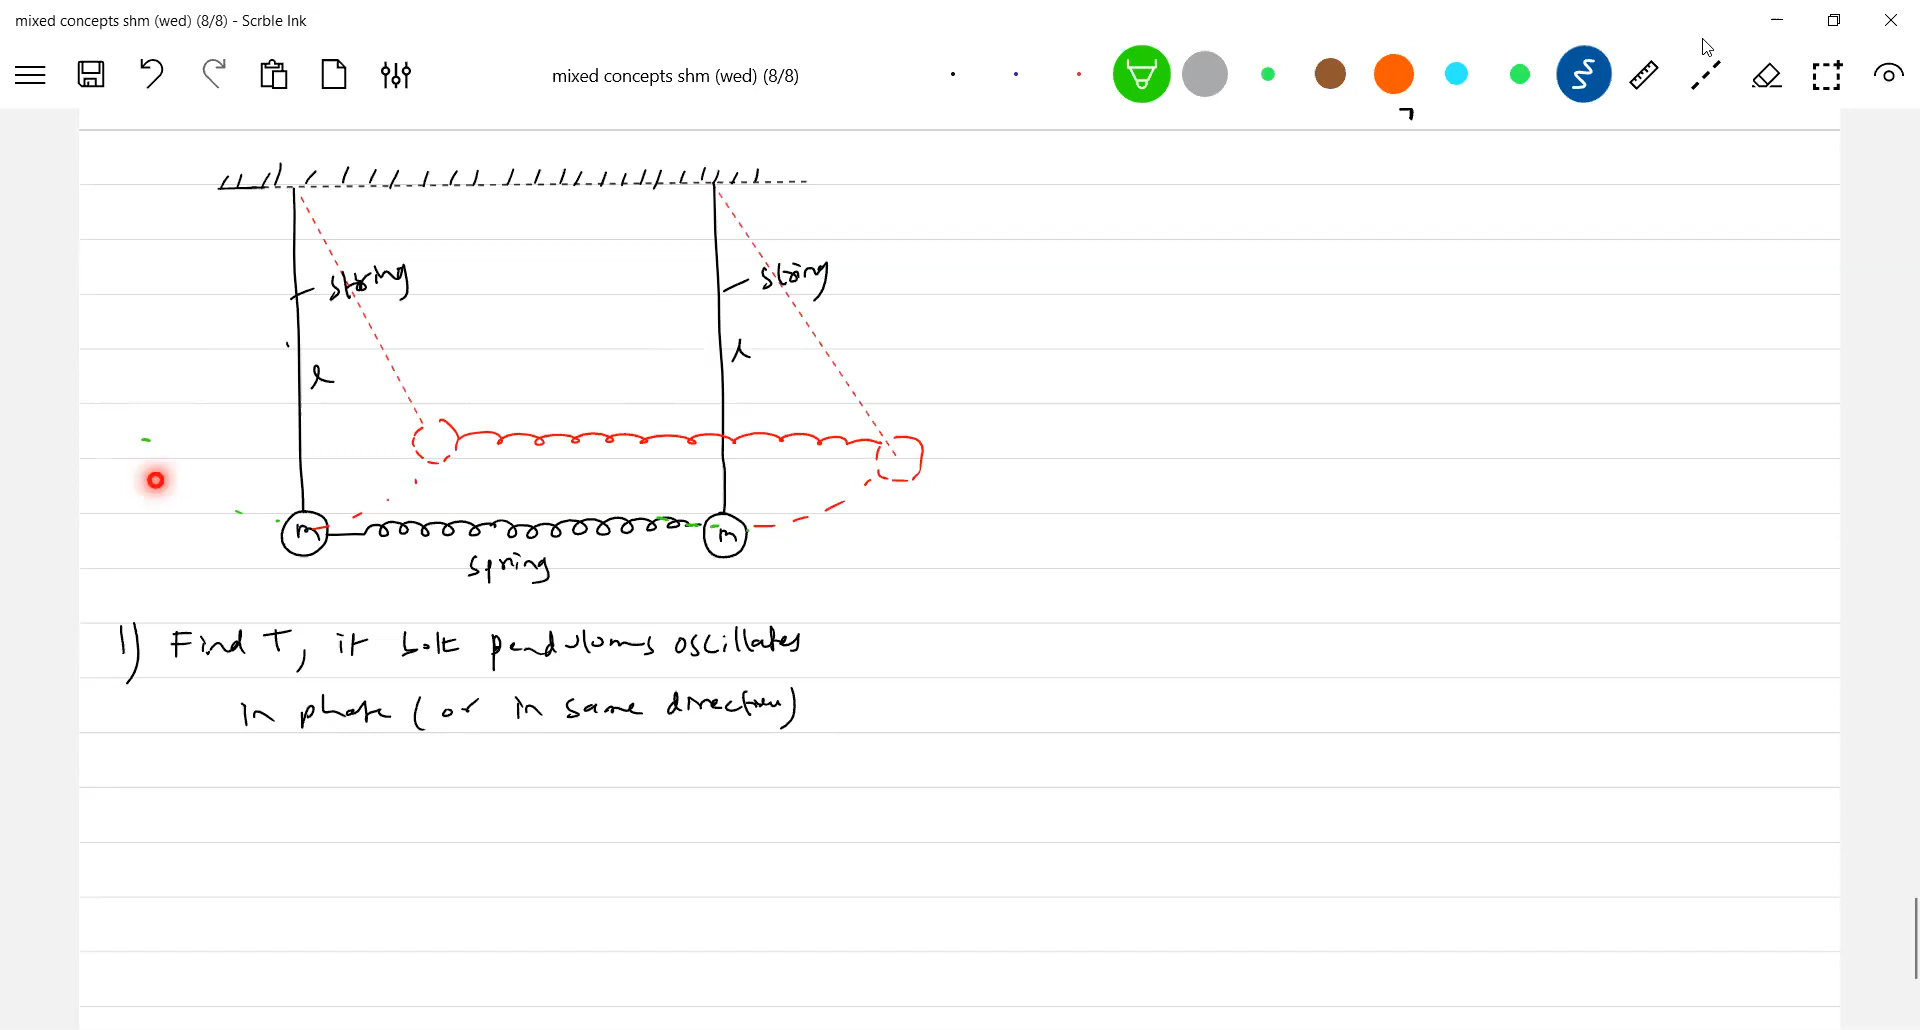 mixed concepts shm (wed) (8/8) - Scrble Ink
mixed concepts shm (wed) (8/8)
string
string
l
l
m
m
spring
1) Find T, if both pendulums oscillates
in phase (or in same direction)